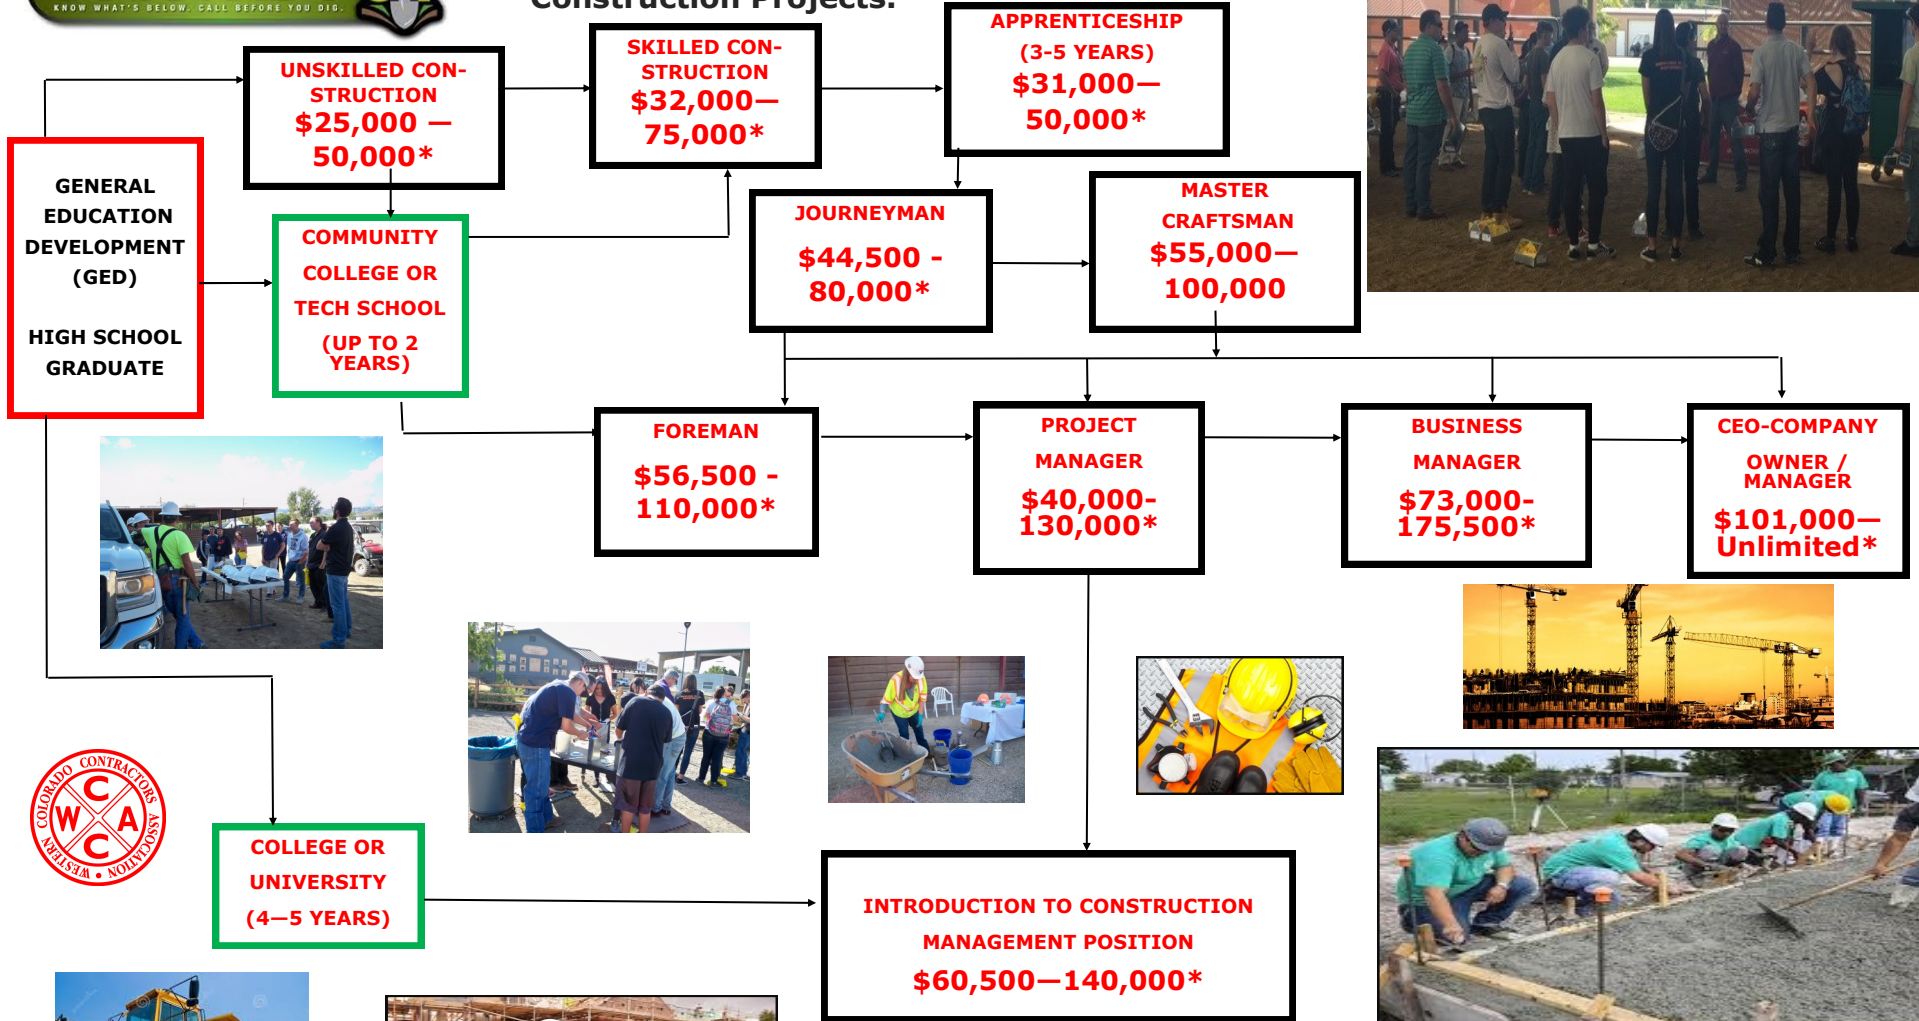 KNOW WHAT'S BELOW. CALL BEFORE YOU DIG.
Construction Projects.
UNSKILLED CON-
STRUCTION
$25,000 —
50,000*
SKILLED CON-
STRUCTION
$32,000—
75,000*
APPRENTICESHIP
(3-5 YEARS)
$31,000—
50,000*
GENERAL
EDUCATION
DEVELOPMENT
(GED)
HIGH SCHOOL
GRADUATE
COMMUNITY
COLLEGE OR
TECH SCHOOL
(UP TO 2
YEARS)
JOURNEYMAN
$44,500 -
80,000*
MASTER
CRAFTSMAN
$55,000—
100,000
FOREMAN
$56,500 -
110,000*
PROJECT
MANAGER
$40,000-
130,000*
BUSINESS
MANAGER
$73,000-
175,500*
CEO-COMPANY
OWNER /
MANAGER
$101,000—
Unlimited*
WESTERN COLORADO CONTRACTORS ASSOCIATION •
C
W A
C
COLLEGE OR
UNIVERSITY
(4—5 YEARS)
INTRODUCTION TO CONSTRUCTION
MANAGEMENT POSITION
$60,500—140,000*